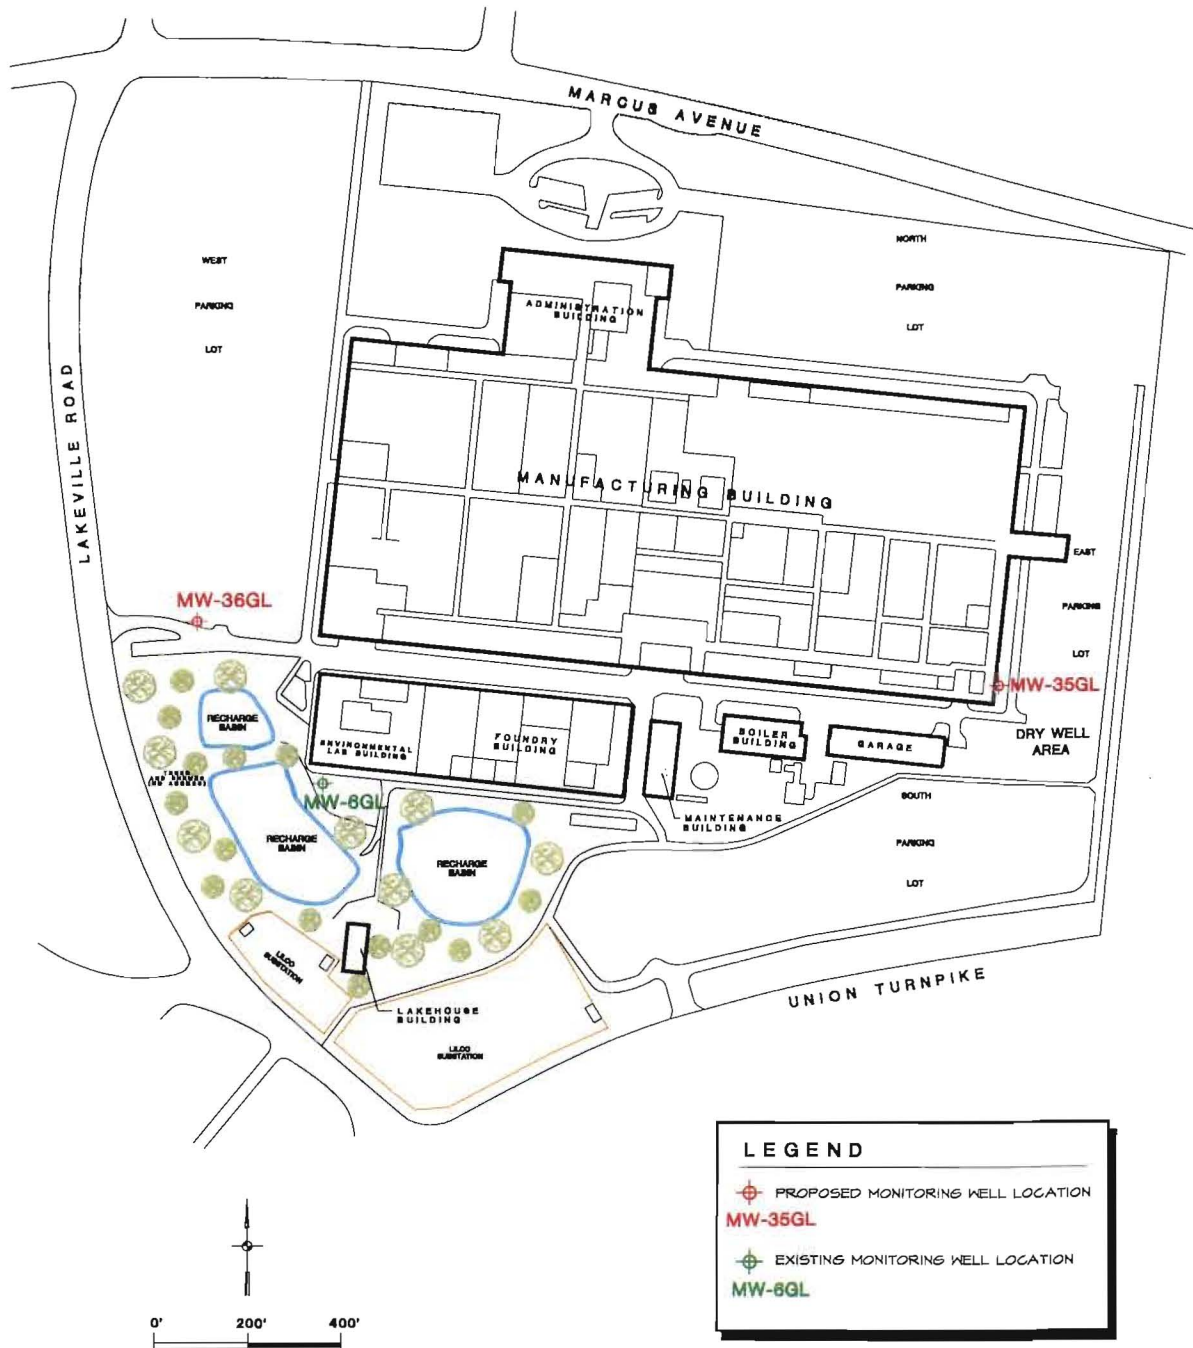 MARCUS AVENUE
NORTH
PARKING
LOT
WEST
PARKING
LOT
ADMINISTRATION
BUILDING
LAKEVILLE ROAD
MANUFACTURING BUILDING
EAST
PARKING
LOT
MW-36GL
MW-35GL
RECHARGE
BASIN
ENVIRONMENTAL
LAB BUILDING
FOUNDRY
BUILDING
BOILER
BUILDING
GARAGE
DRY WELL
AREA
MW-6GL
MAINTENANCE
BUILDING
SOUTH
PARKING
LOT
RECHARGE
BASIN
RECHARGE
BASIN
LILCO
SUBSTATION
LAKEHOUSE
BUILDING
LILCO
SUBSTATION
UNION TURNPIKE
LEGEND
PROPOSED MONITORING WELL LOCATION
MW-35GL
EXISTING MONITORING WELL LOCATION
MW-6GL
0' 200' 400'